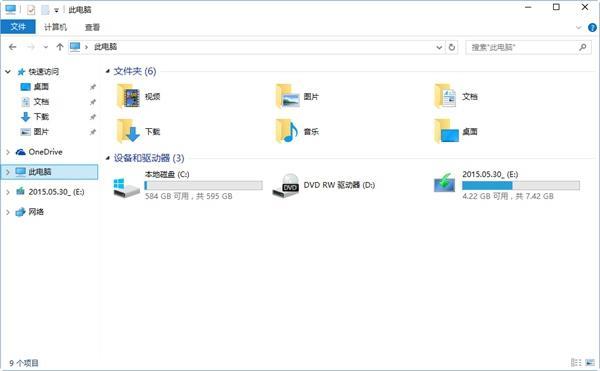 此电脑
文件 计算机 查看
此电脑 搜索"此电脑"
快速访问
桌面
文档
下载
图片
OneDrive
此电脑
2015.05.30_ (E:)
网络
文件夹 (6)
视频 图片 文档
下载 音乐 桌面
设备和驱动器 (3)
本地磁盘 (C:)
584 GB 可用，共 595 GB
DVD RW 驱动器 (D:)
2015.05.30_ (E:)
4.22 GB 可用，共 7.42 GB
9 个项目